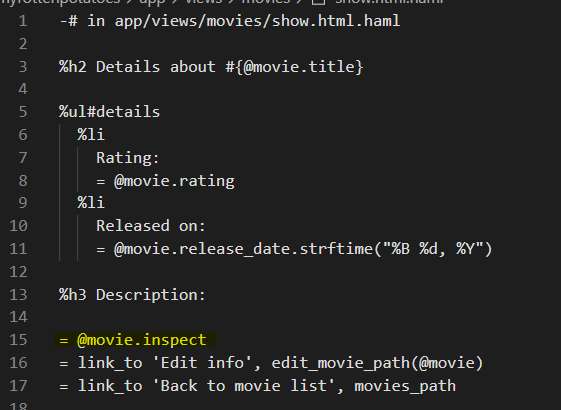 app views movies show.html.haml
1 -# in app/views/movies/show.html.haml
2
3 %h2 Details about #{@movie.title}
4
5 %ul#details
6 %li
7 Rating:
8 = @movie.rating
9 %li
10 Released on:
11 = @movie.release_date.strftime("%B %d, %Y")
12
13 %h3 Description:
14
15 = @movie.inspect
16 = link_to 'Edit info', edit_movie_path(@movie)
17 = link_to 'Back to movie list', movies_path
18